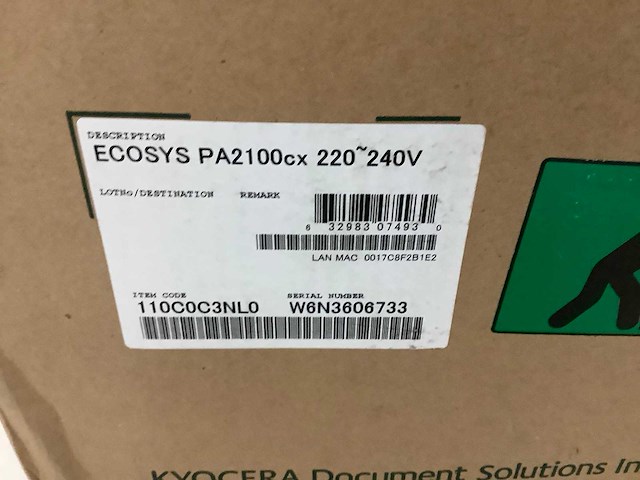 DESCRIPTION
ECOSYS PA2100cx 220~240V
LOTNo/DESTINATION REMARK
6 32983 07493 0
LAN MAC 0017C8F2B1E2
ITEM CODE SERIAL NUMBER
110C0C3NL0 W6N3606733
KYOCERA Document Solutions In